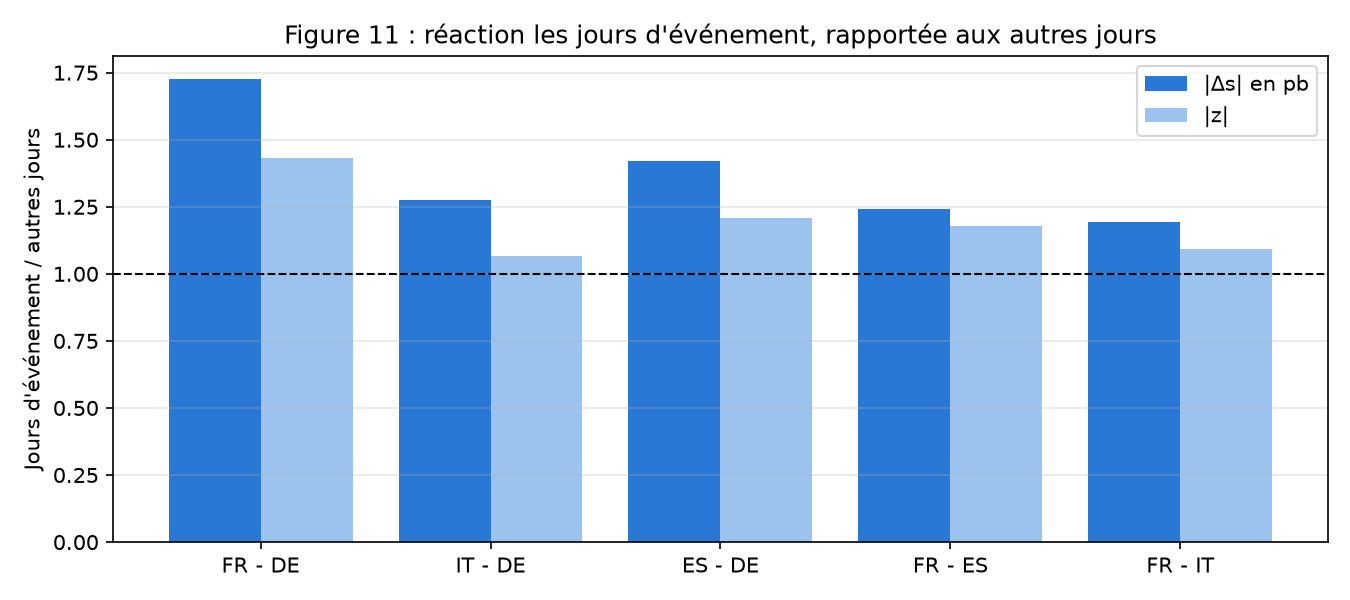 Figure 11 : réaction les jours d'événement, rapportée aux autres jours
|Δs| en pb
|z|
Jours d'événement / autres jours
1.75
1.50
1.25
1.00
0.75
0.50
0.25
0.00
FR - DE
IT - DE
ES - DE
FR - ES
FR - IT